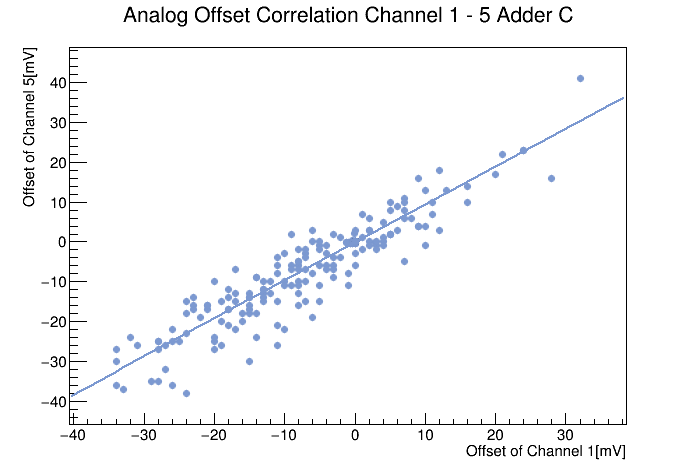 Analog Offset Correlation Channel 1 - 5 Adder C
Offset of Channel 5[mV]
40
30
20
10
0
−10
−20
−30
−40
−40 −30 −20 −10 0 10 20 30
Offset of Channel 1[mV]